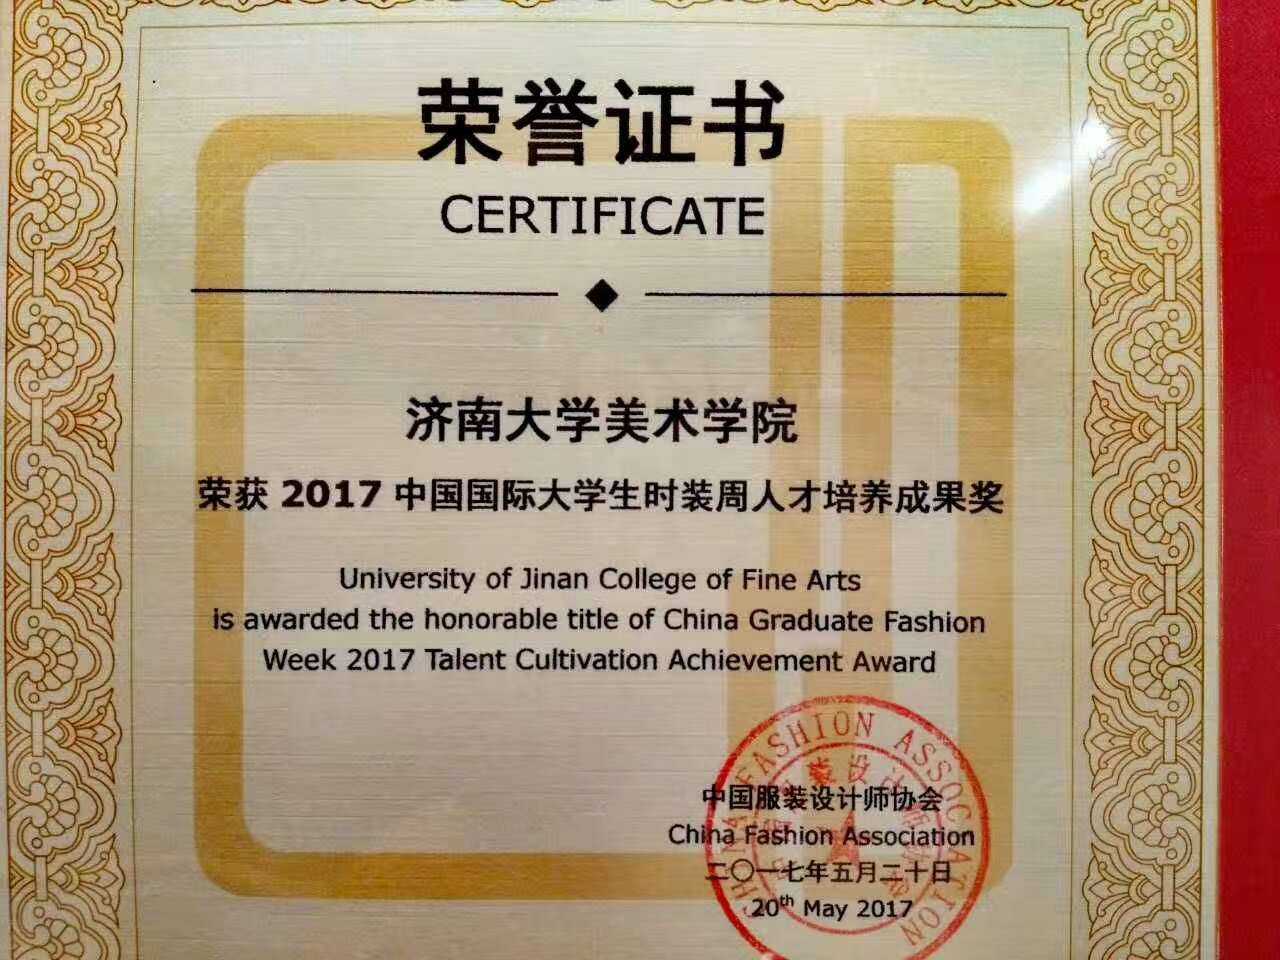 荣誉证书
CERTIFICATE
济南大学美术学院
荣获 2017 中国国际大学生时装周人才培养成果奖
University of Jinan College of Fine Arts
is awarded the honorable title of China Graduate Fashion
Week 2017 Talent Cultivation Achievement Award
中国服装设计师协会
China Fashion Association
二〇一七年五月二十日
20th May 2017
CHINA FASHION ASSOCIATION